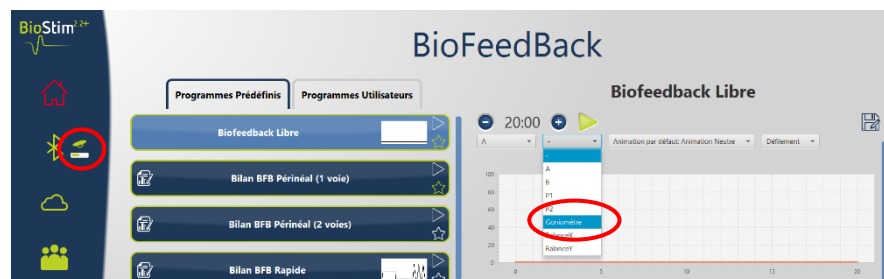 BioStim2.2+
BioFeedBack
Programmes Prédéfinis
Programmes Utilisateurs
Biofeedback Libre
Bilan BFB Périnéal (1 voie)
Bilan BFB Périnéal (2 voies)
Bilan BFB Rapide
Biofeedback Libre
20:00
A
-
Animation par défaut: Animation Neutre
Défilement
-
A
B
P1
P2
Goniomètre
BalanceX
BalanceY
100
80
60
40
20
0
0
5
10
15
20